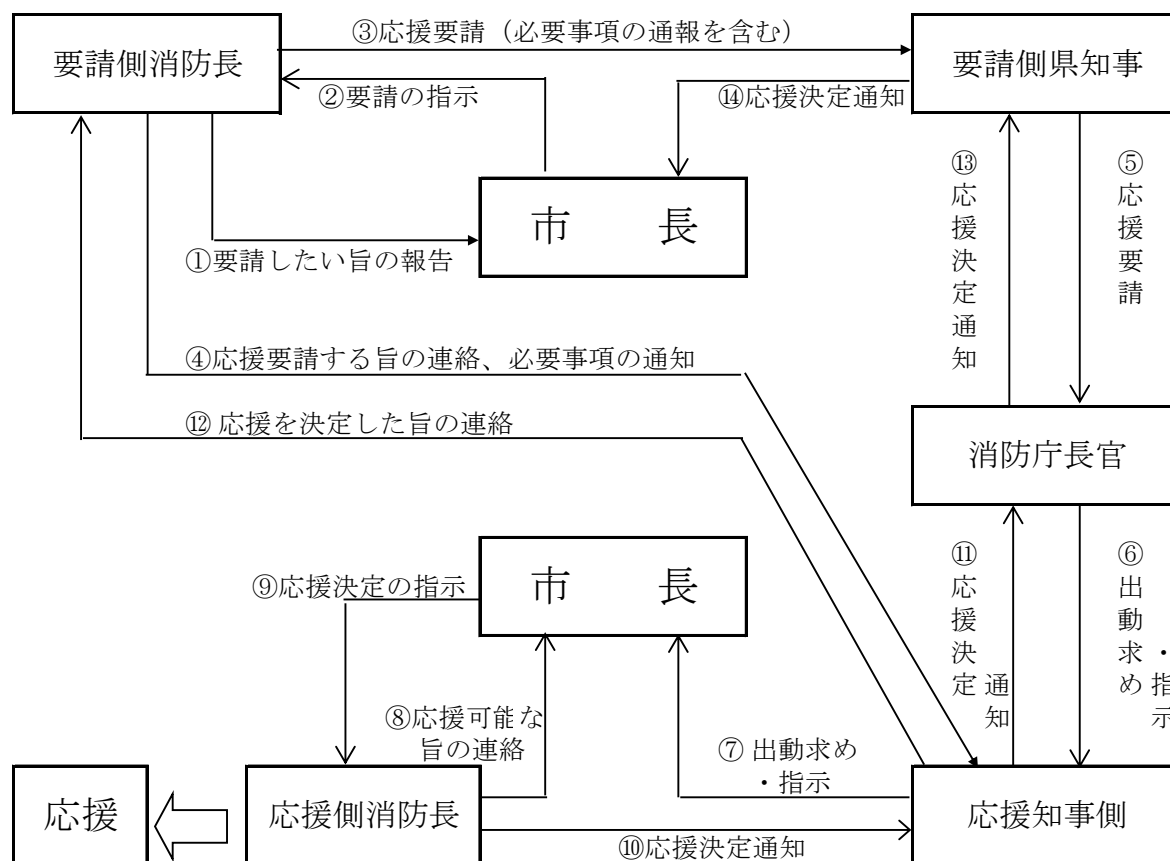 ③応援要請（必要事項の通報を含む）
要請側消防長
要請側県知事
②要請の指示
⑭応援決定通知
市　　長
①要請したい旨の報告
⑬応援決定通知
⑤応援要請
④応援要請する旨の連絡、必要事項の通知
⑫ 応援を決定した旨の連絡
消防庁長官
⑨応援決定の指示
市　　長
⑪応援決定
通知
⑥出動求め
・指示
⑧応援可能な
旨の連絡
⑦ 出動求め
・指示
応援
応援側消防長
応援知事側
⑩応援決定通知